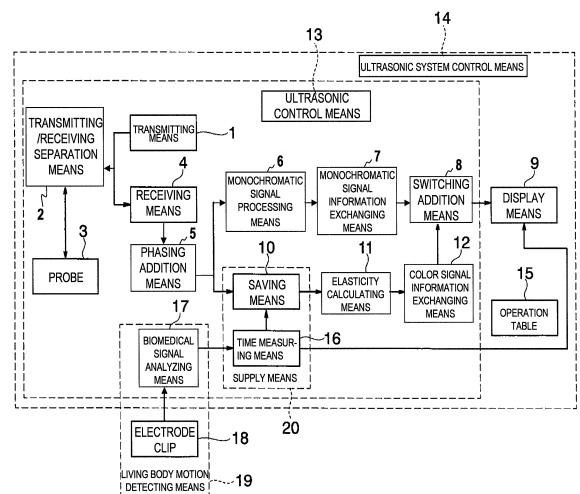 14
13
ULTRASONIC SYSTEM CONTROL MEANS
ULTRASONIC
CONTROL MEANS
TRANSMITTING
/RECEIVING
SEPARATION
MEANS
2
TRANSMITTING
MEANS
1
4
RECEIVING
MEANS
3
PROBE
5
PHASING
ADDITION
MEANS
6
MONOCHROMATIC
SIGNAL
PROCESSING
MEANS
7
MONOCHROMATIC
SIGNAL
INFORMATION
EXCHANGING
MEANS
8
SWITCHING
ADDITION
MEANS
9
DISPLAY
MEANS
10
SAVING
MEANS
11
ELASTICITY
CALCULATING
MEANS
12
COLOR SIGNAL
INFORMATION
EXCHANGING
MEANS
15
OPERATION
TABLE
17
BIOMEDICAL
SIGNAL
ANALYZING
MEANS
TIME MEASUR-
ING MEANS
16
SUPPLY MEANS
20
ELECTRODE
CLIP
18
LIVING BODY MOTION
DETECTING MEANS
19